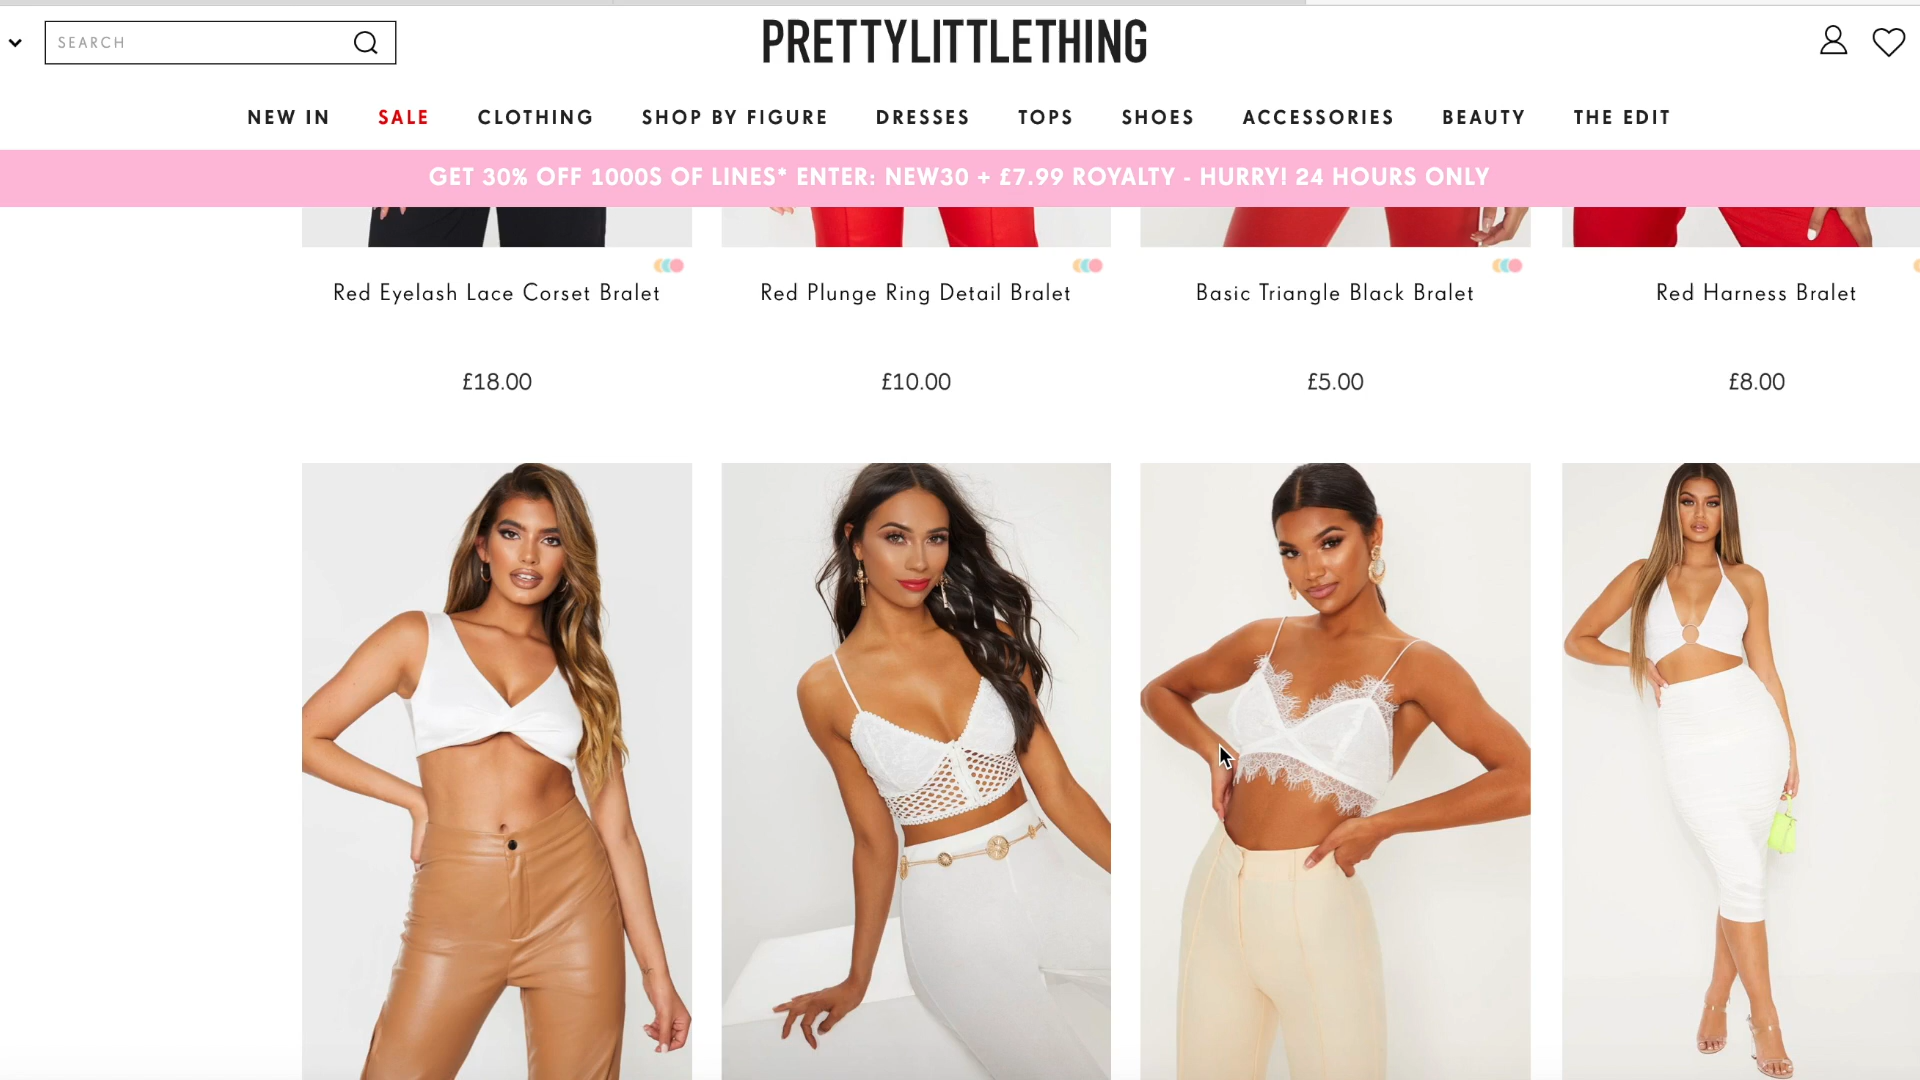 SEARCH
PRETTYLITTLETHING
NEW IN SALE CLOTHING SHOP BY FIGURE DRESSES TOPS SHOES ACCESSORIES BEAUTY THE EDIT
GET 30% OFF 1000S OF LINES* ENTER: NEW30 + £7.99 ROYALTY - HURRY! 24 HOURS ONLY
Red Eyelash Lace Corset Bralet
Red Plunge Ring Detail Bralet
Basic Triangle Black Bralet
Red Harness Bralet
£18.00
£10.00
£5.00
£8.00